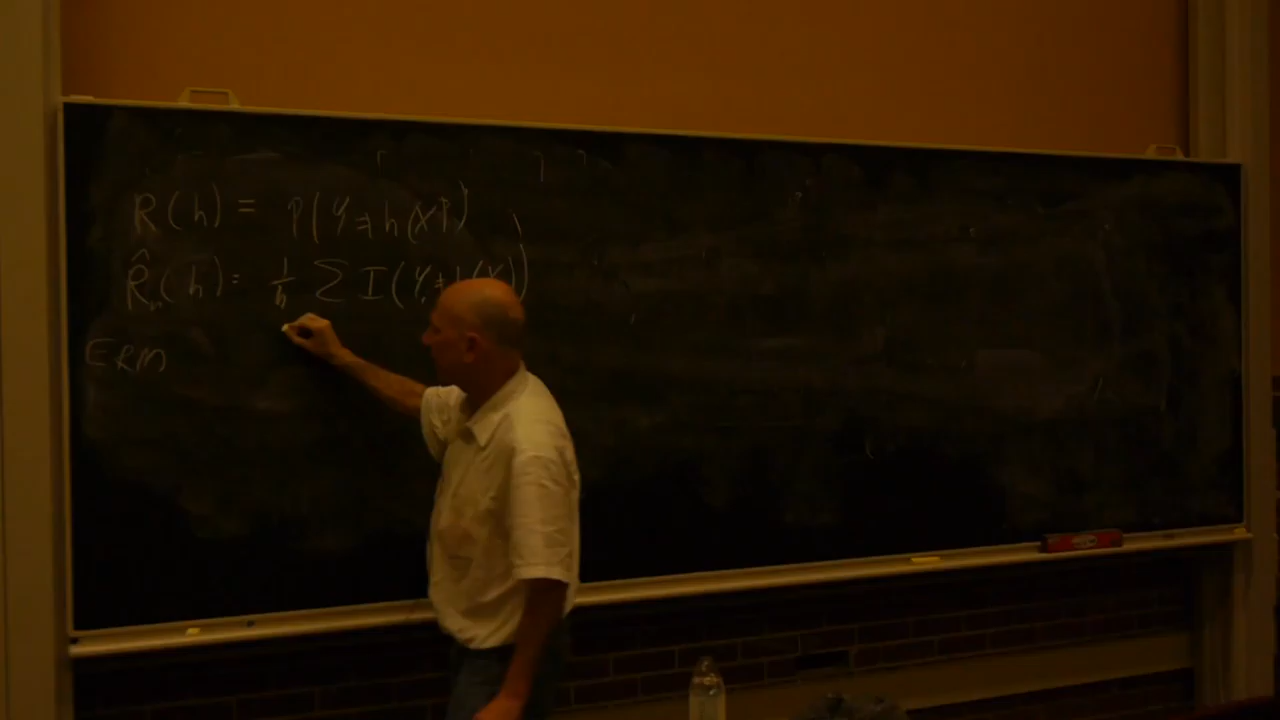 R(h) = P(Y≠h(X))
R̂ₙ(h) = 1/n Σ I(Yᵢ≠h(Xᵢ))
ERM